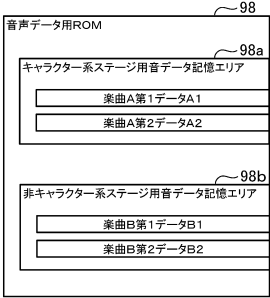 98
音声データ用ROM
98a
キャラクター系ステージ用音データ記憶エリア
楽曲A第1データA1
楽曲A第2データA2
98b
非キャラクター系ステージ用音データ記憶エリア
楽曲B第1データB1
楽曲B第2データB2